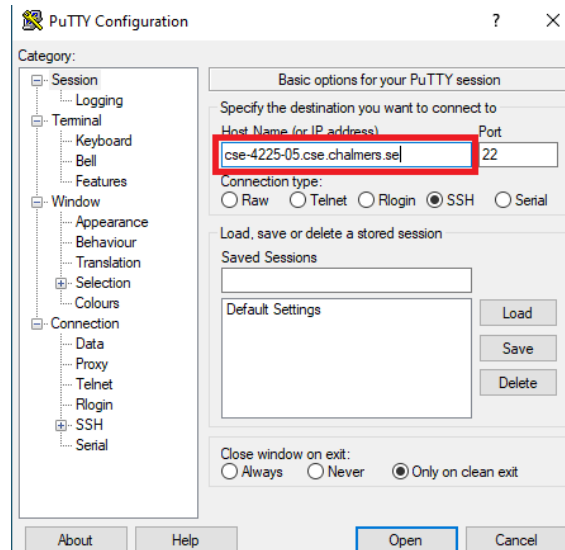 PuTTY Configuration ? ×
Category:
Session
Logging
Terminal
Keyboard
Bell
Features
Window
Appearance
Behaviour
Translation
Selection
Colours
Connection
Data
Proxy
Telnet
Rlogin
SSH
Serial
Basic options for your PuTTY session
Specify the destination you want to connect to
Host Name (or IP address) Port
cse-4225-05.cse.chalmers.se 22
Connection type:
Raw Telnet Rlogin SSH Serial
Load, save or delete a stored session
Saved Sessions
Default Settings
Load
Save
Delete
Close window on exit:
Always Never Only on clean exit
About Help Open Cancel